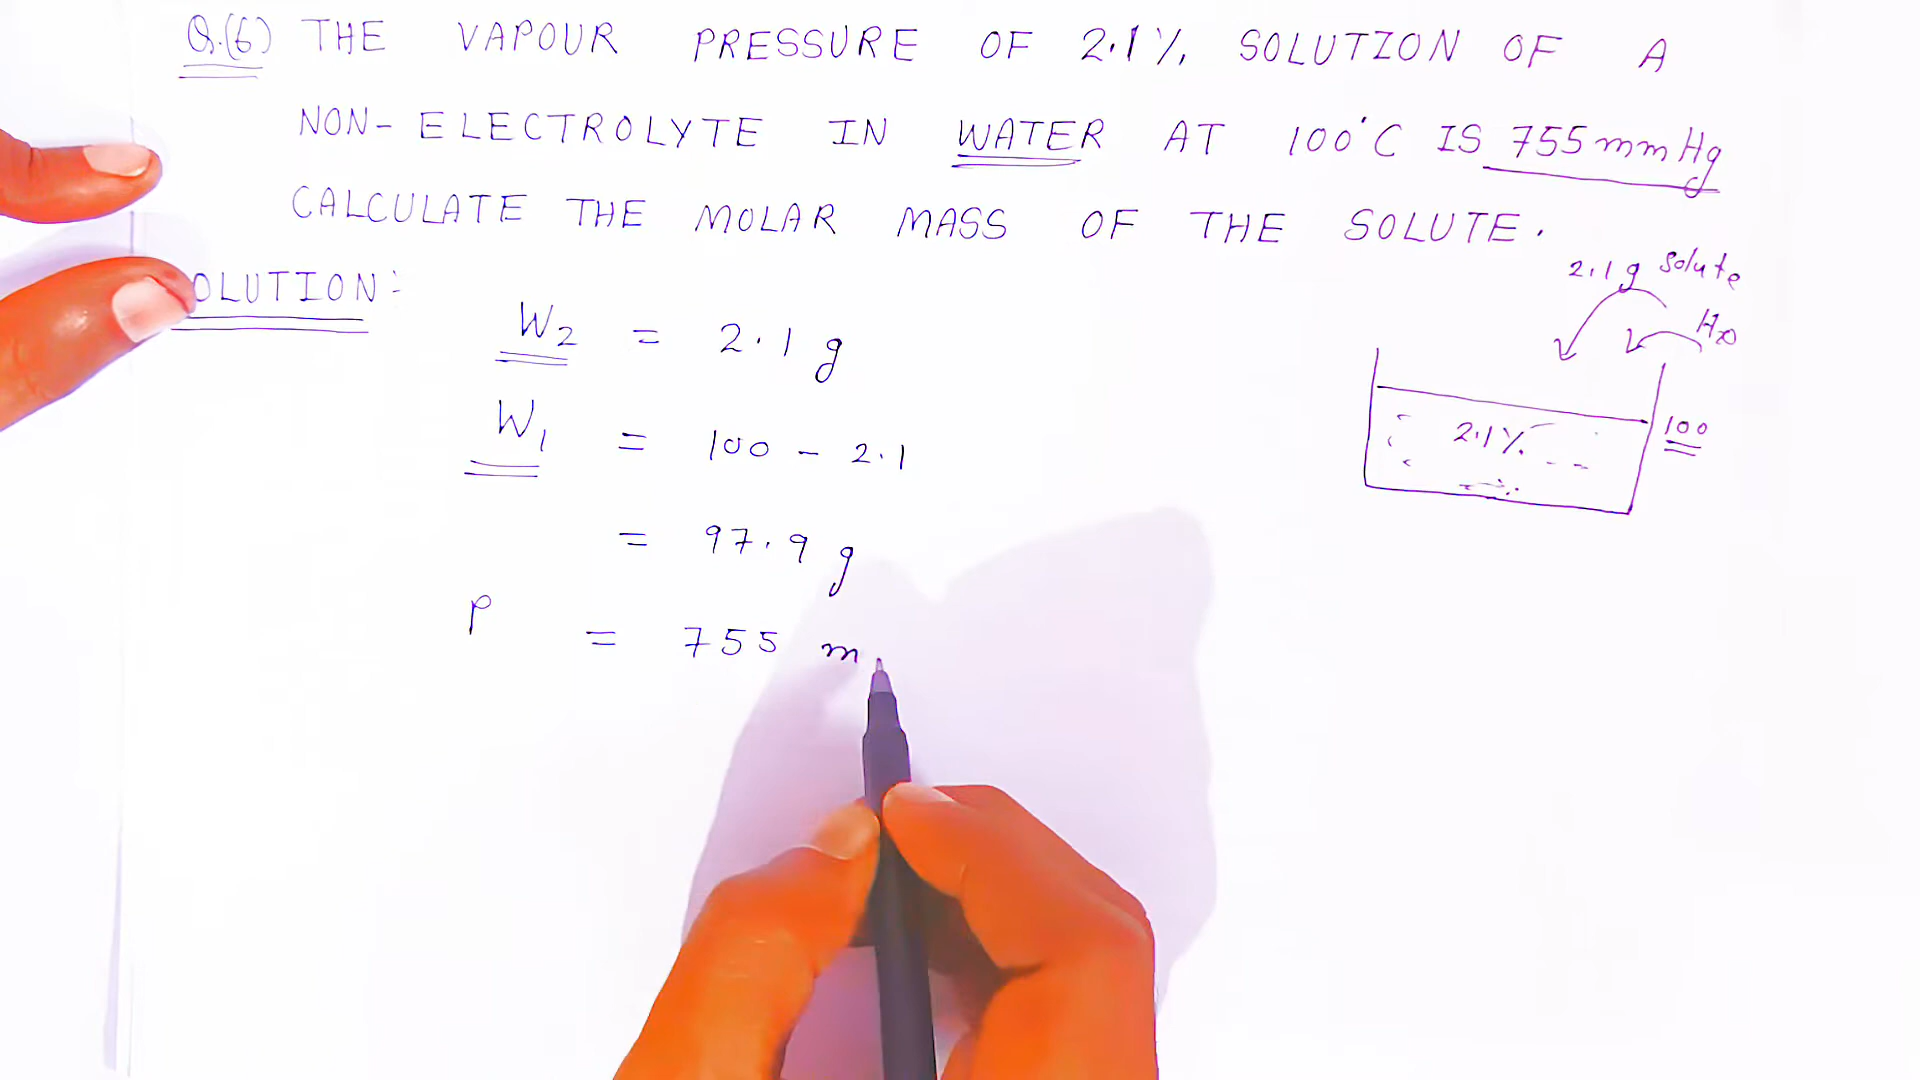 Q.(6) THE VAPOUR PRESSURE OF 2.1% SOLUTION OF A
NON-ELECTROLYTE IN WATER AT 100°C IS 755 mm Hg
CALCULATE THE MOLAR MASS OF THE SOLUTE.
OLUTION:
W2 = 2.1 g
W1 = 100 - 2.1
= 97.9 g
P = 755 m
2.1 g solute
2.1%
100